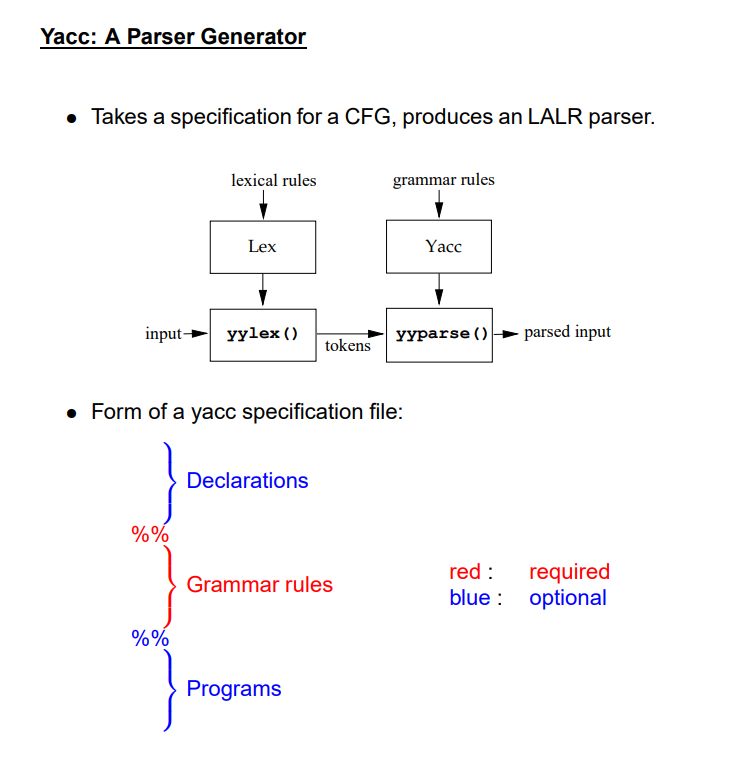 Yacc: A Parser Generator
• Takes a specification for a CFG, produces an LALR parser.
lexical rules
grammar rules
Lex
Yacc
input
yylex()
tokens
yyparse()
parsed input
• Form of a yacc specification file:
Declarations
%%
Grammar rules
red : required
blue : optional
%%
Programs